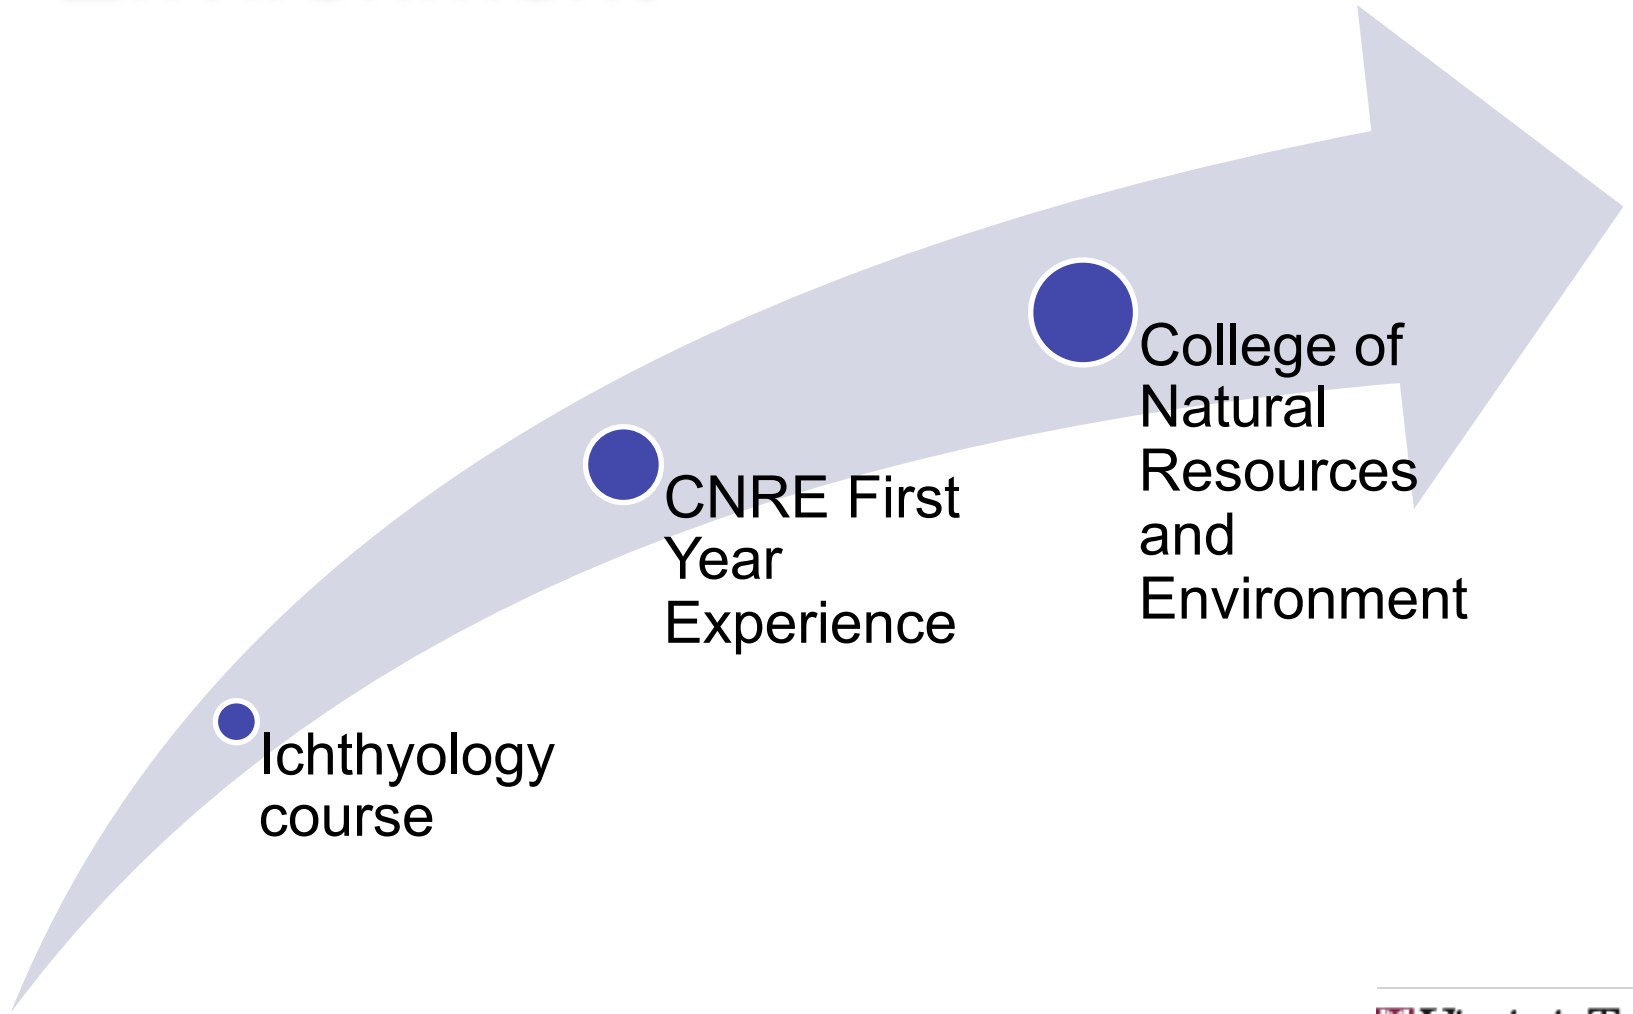 Ichthyology
course
CNRE First
Year
Experience
College of
Natural
Resources
and
Environment